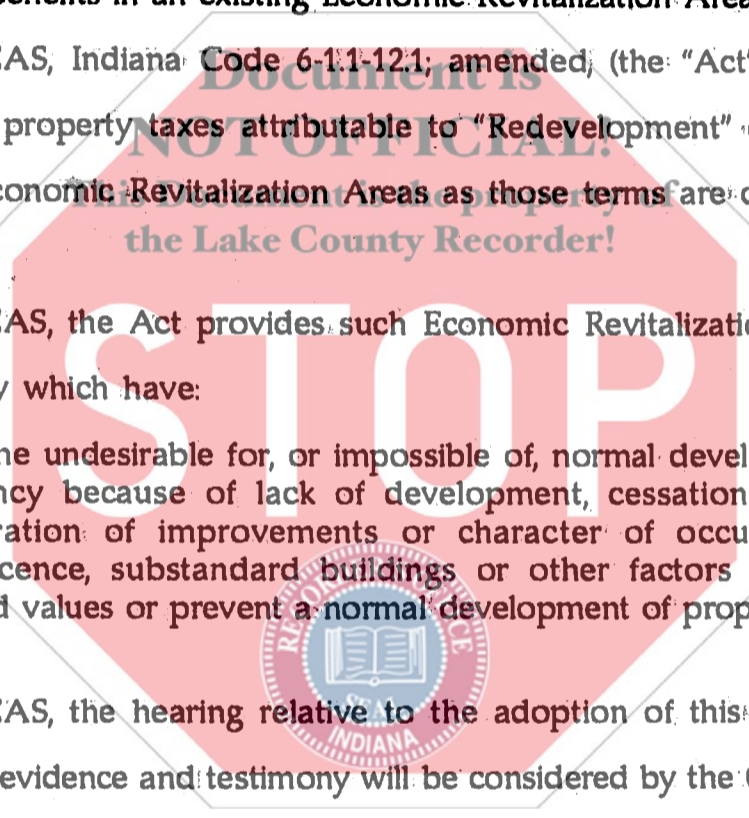 in an existing Economic Revitalization Area
EAS, Indiana Code 6-1.1-12.1; amended, (the "Act"
Document is
property taxes attributable to "Redevelopment"
NOT OFFICIAL!
conomic Revitalization Areas as those terms are
This Document is the property of
the Lake County Recorder!
EAS, the Act provides such Economic Revitalizati
which have:
STOP
ne undesirable for, or impossible of, normal devel
ncy because of lack of development, cessation
ration of improvements or character of occu
cence, substandard buildings or other factors
d values or prevent a normal development of prop
SEAL
INDIANA
EAS, the hearing relative to the adoption of this
evidence and testimony will be considered by the